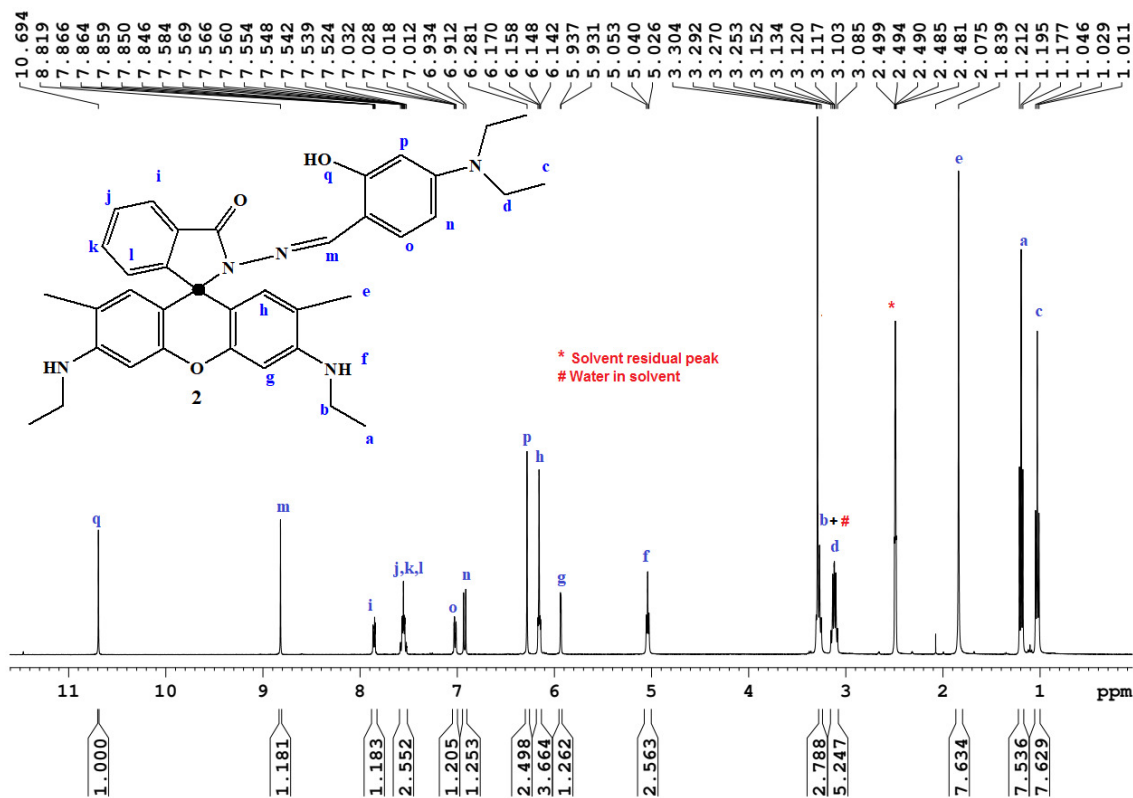 10.694 8.819 7.866 7.864 7.859 7.850 7.846 7.584 7.569 7.566 7.560 7.554 7.548 7.542 7.539 7.524 7.032 7.028 7.018 7.012 6.934 6.912 6.281 6.170 6.158 6.148 6.142 5.937 5.931 5.053 5.040 5.026 3.304 3.292 3.270 3.253 3.152 3.134 3.120 3.117 3.103 3.085 2.499 2.494 2.490 2.485 2.481 2.075 1.839 1.212 1.195 1.177 1.046 1.029 1.011
p
HO
N
c
q
i
d
j
O
n
k
N
o
l
N
m
e
h
HN
O
NH
f
g
2
b
a
* Solvent residual peak
# Water in solvent
q
m
i
j,k,l
o
n
p
h
g
f
b + #
d
*
e
a
c
11 10 9 8 7 6 5 4 3 2 1 ppm
1.000 1.181 1.183 2.552 1.205 1.253 2.498 3.664 1.262 2.563 2.788 5.247 7.634 7.536 7.629